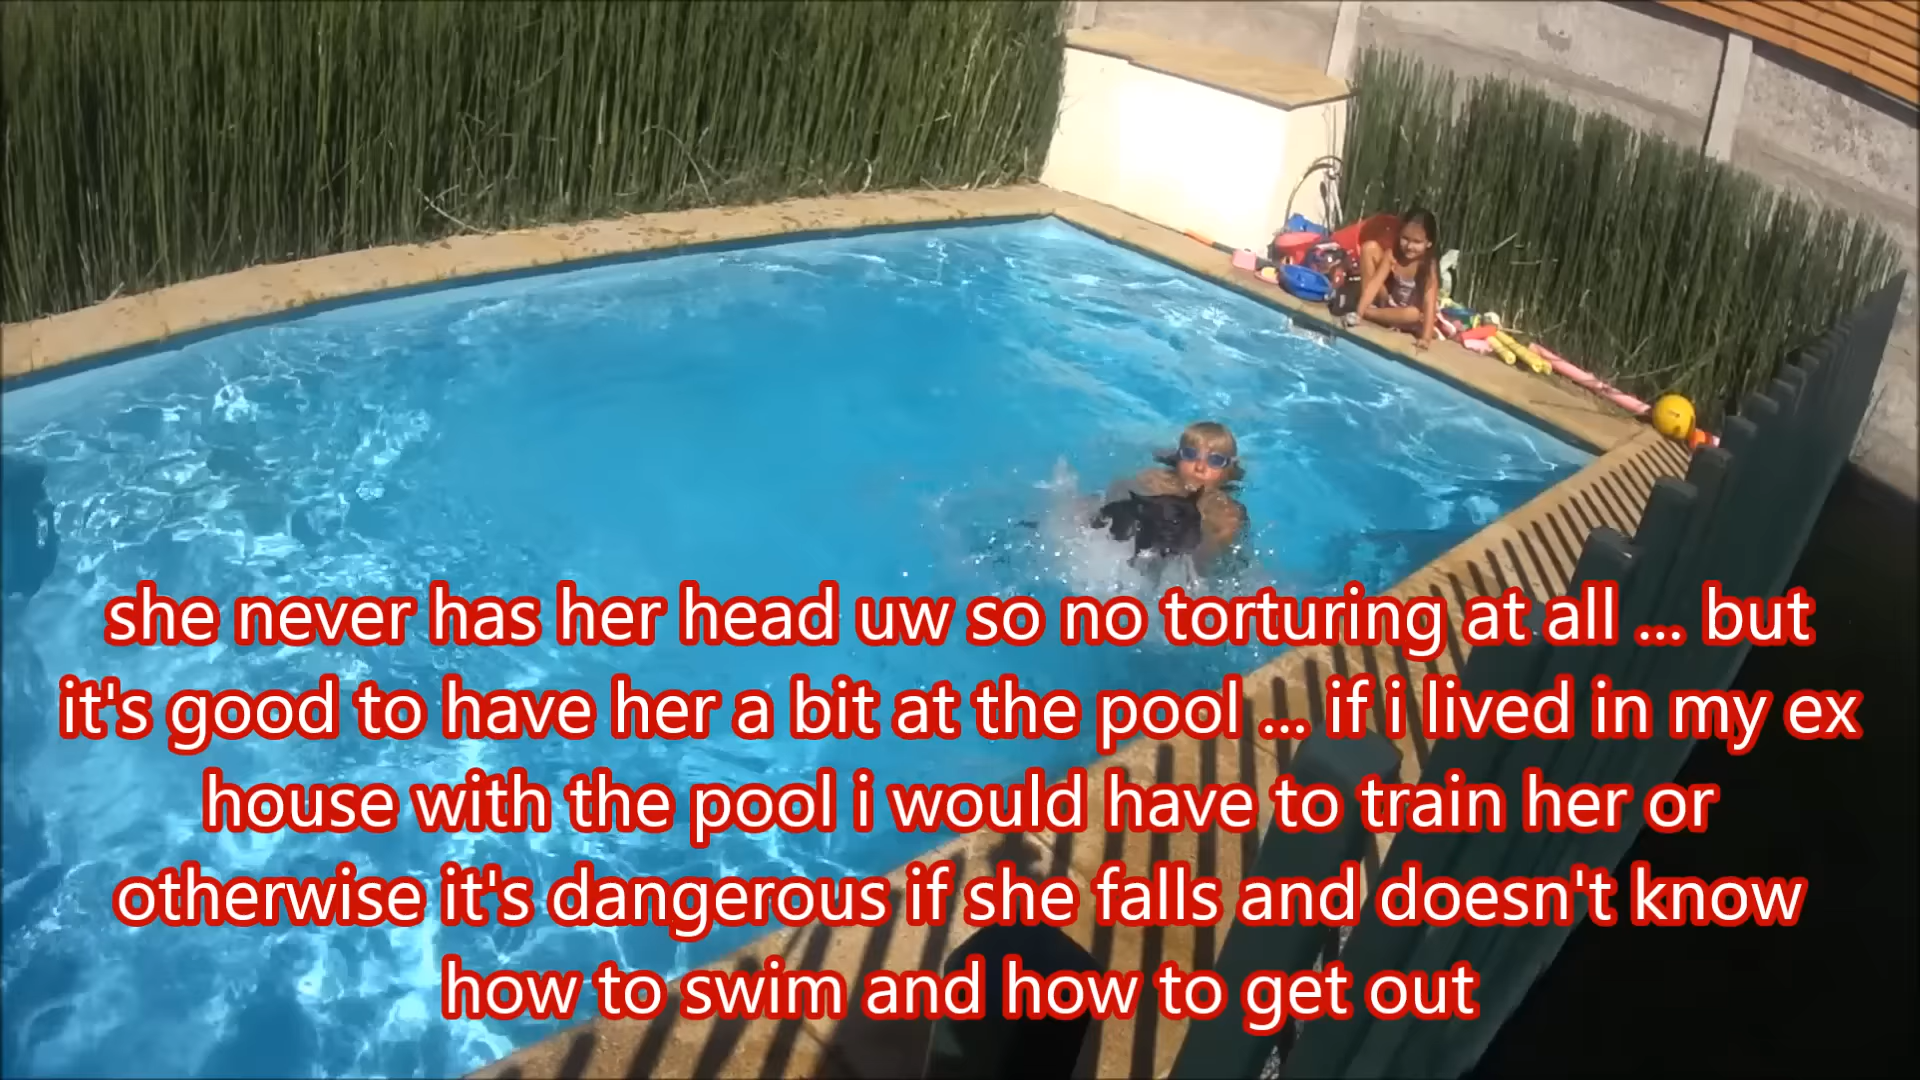 she never has her head uw so no torturing at all ... but
it's good to have her a bit at the pool ... if i lived in my ex
house with the pool i would have to train her or
otherwise it's dangerous if she falls and doesn't know
how to swim and how to get out